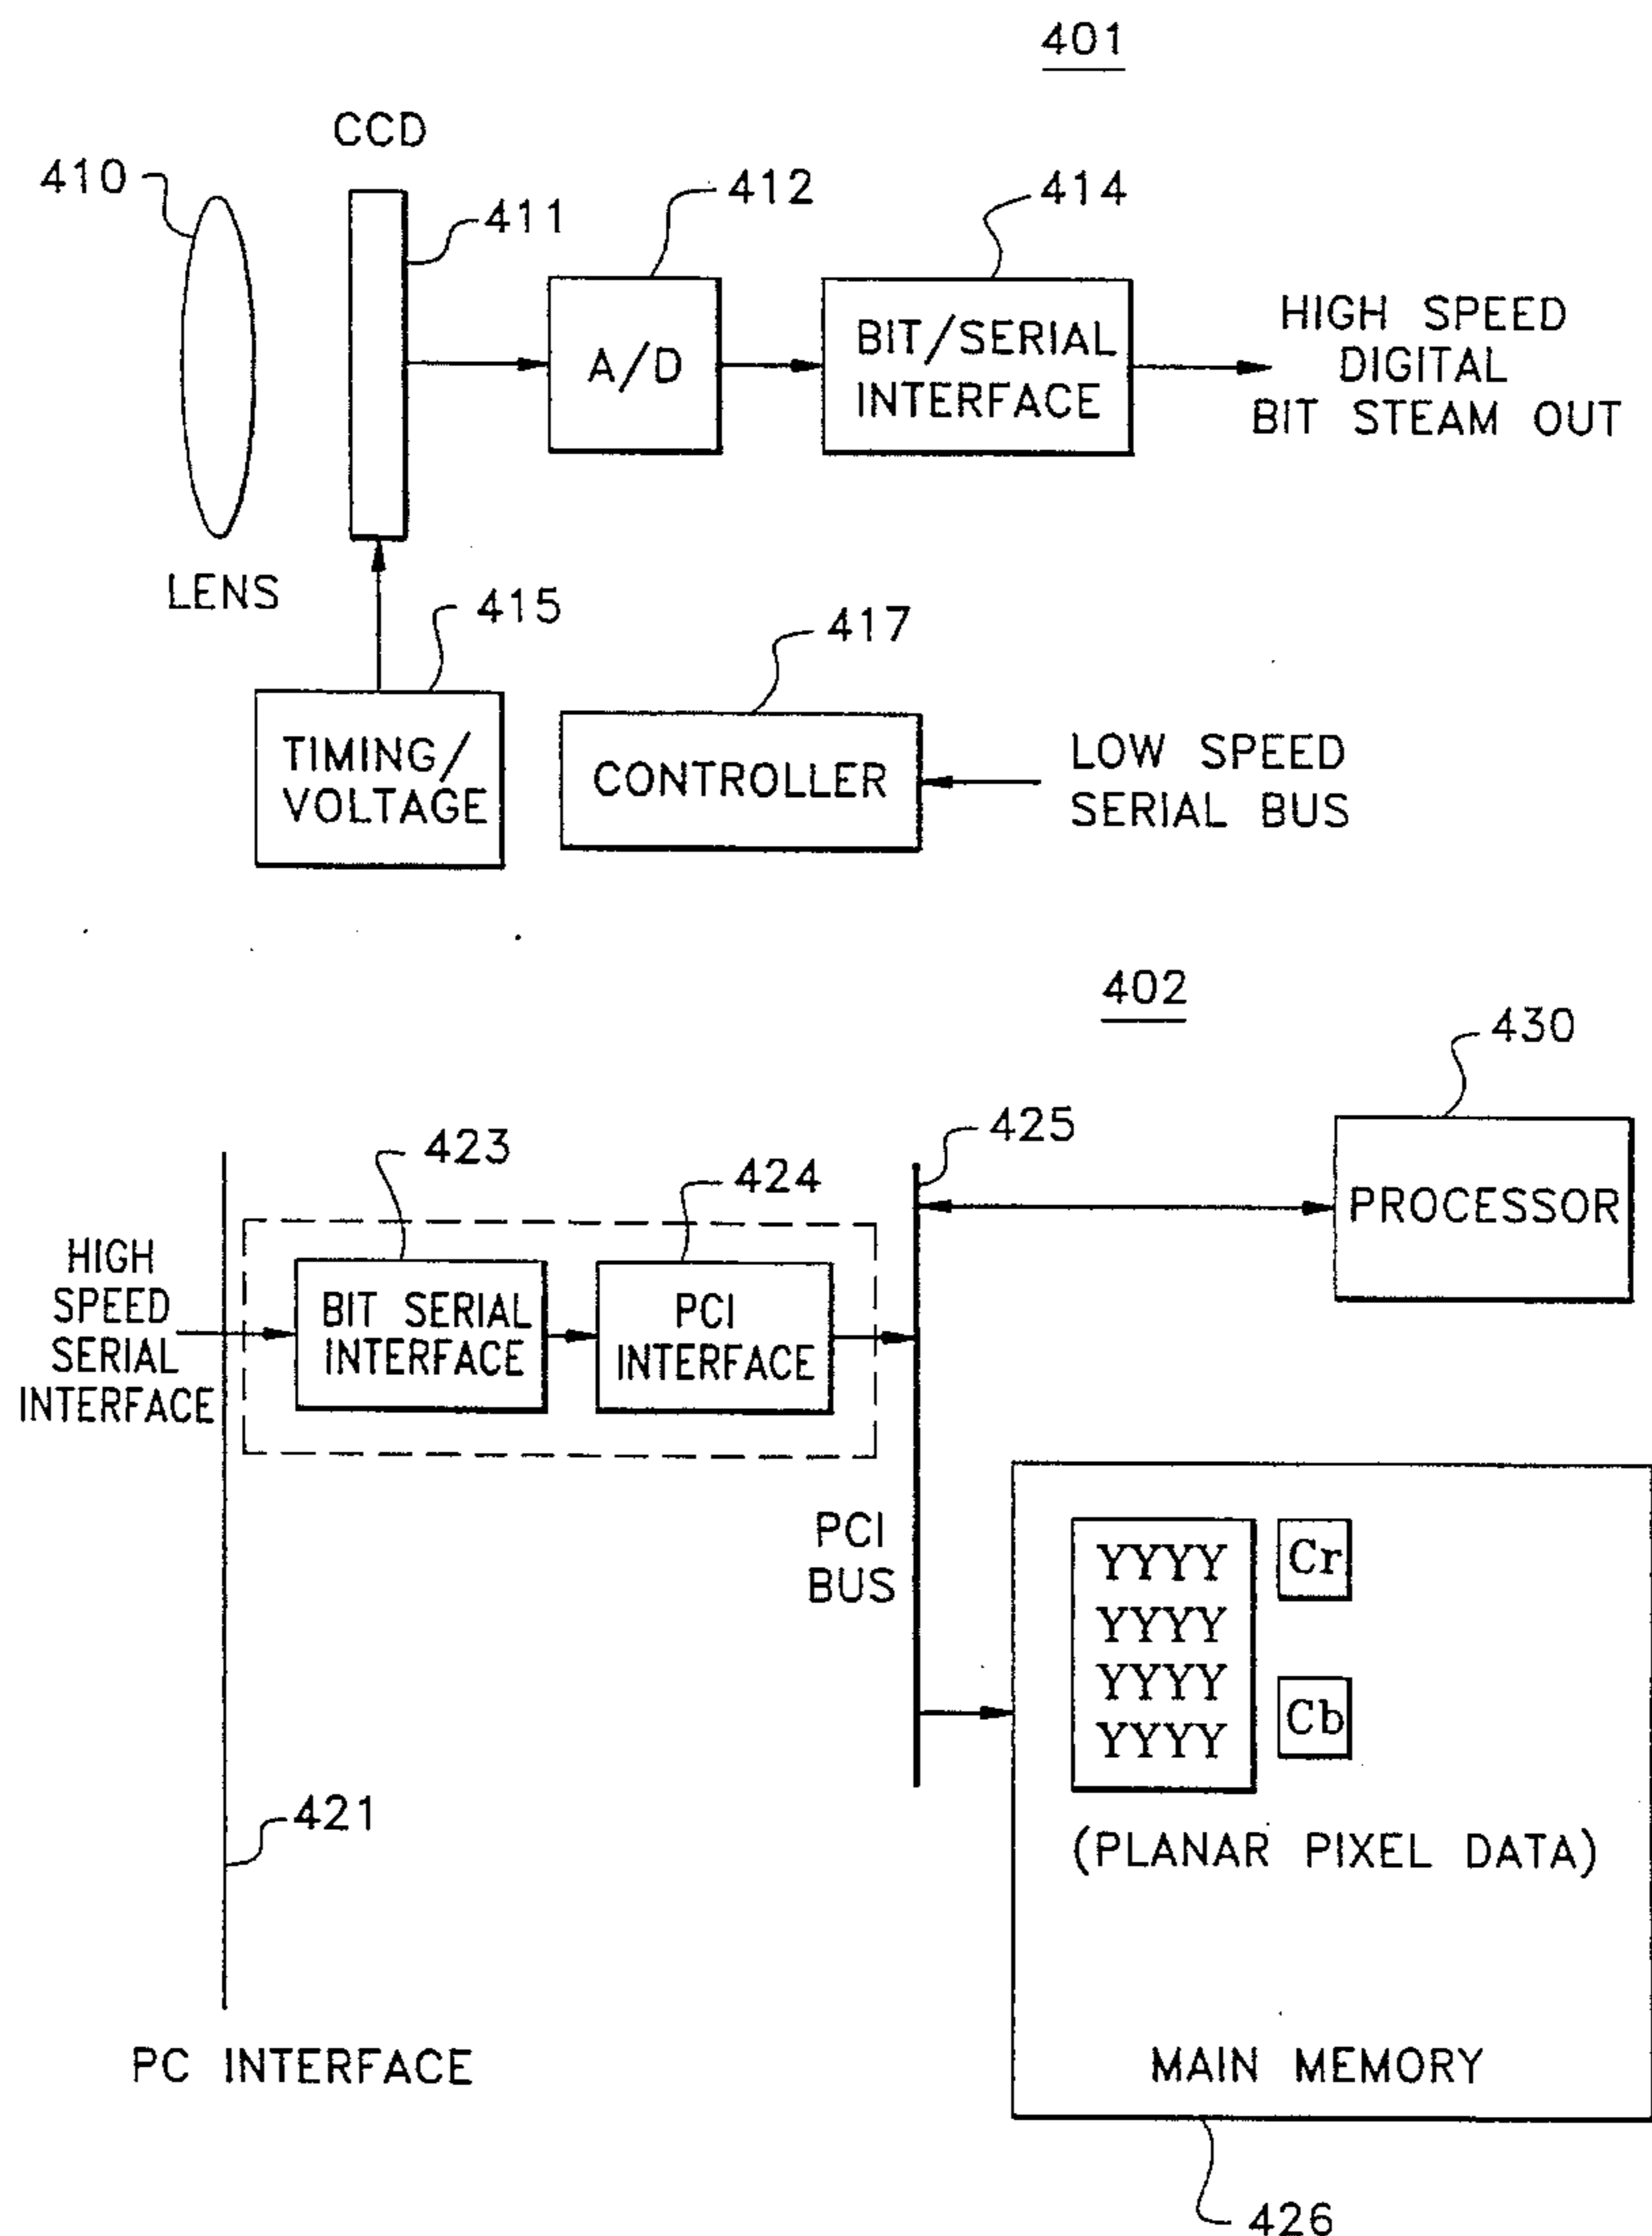 401
CCD
410
411
412
414
A/D
BIT/SERIAL
INTERFACE
HIGH SPEED
DIGITAL
BIT STEAM OUT
LENS
415
417
TIMING/
VOLTAGE
CONTROLLER
LOW SPEED
SERIAL BUS
402
430
425
423
424
PROCESSOR
HIGH
SPEED
SERIAL
INTERFACE
BIT SERIAL
INTERFACE
PCI
INTERFACE
PCI
BUS
YYYY
YYYY
YYYY
YYYY
Cr
Cb
(PLANAR PIXEL DATA)
421
PC INTERFACE
MAIN MEMORY
426